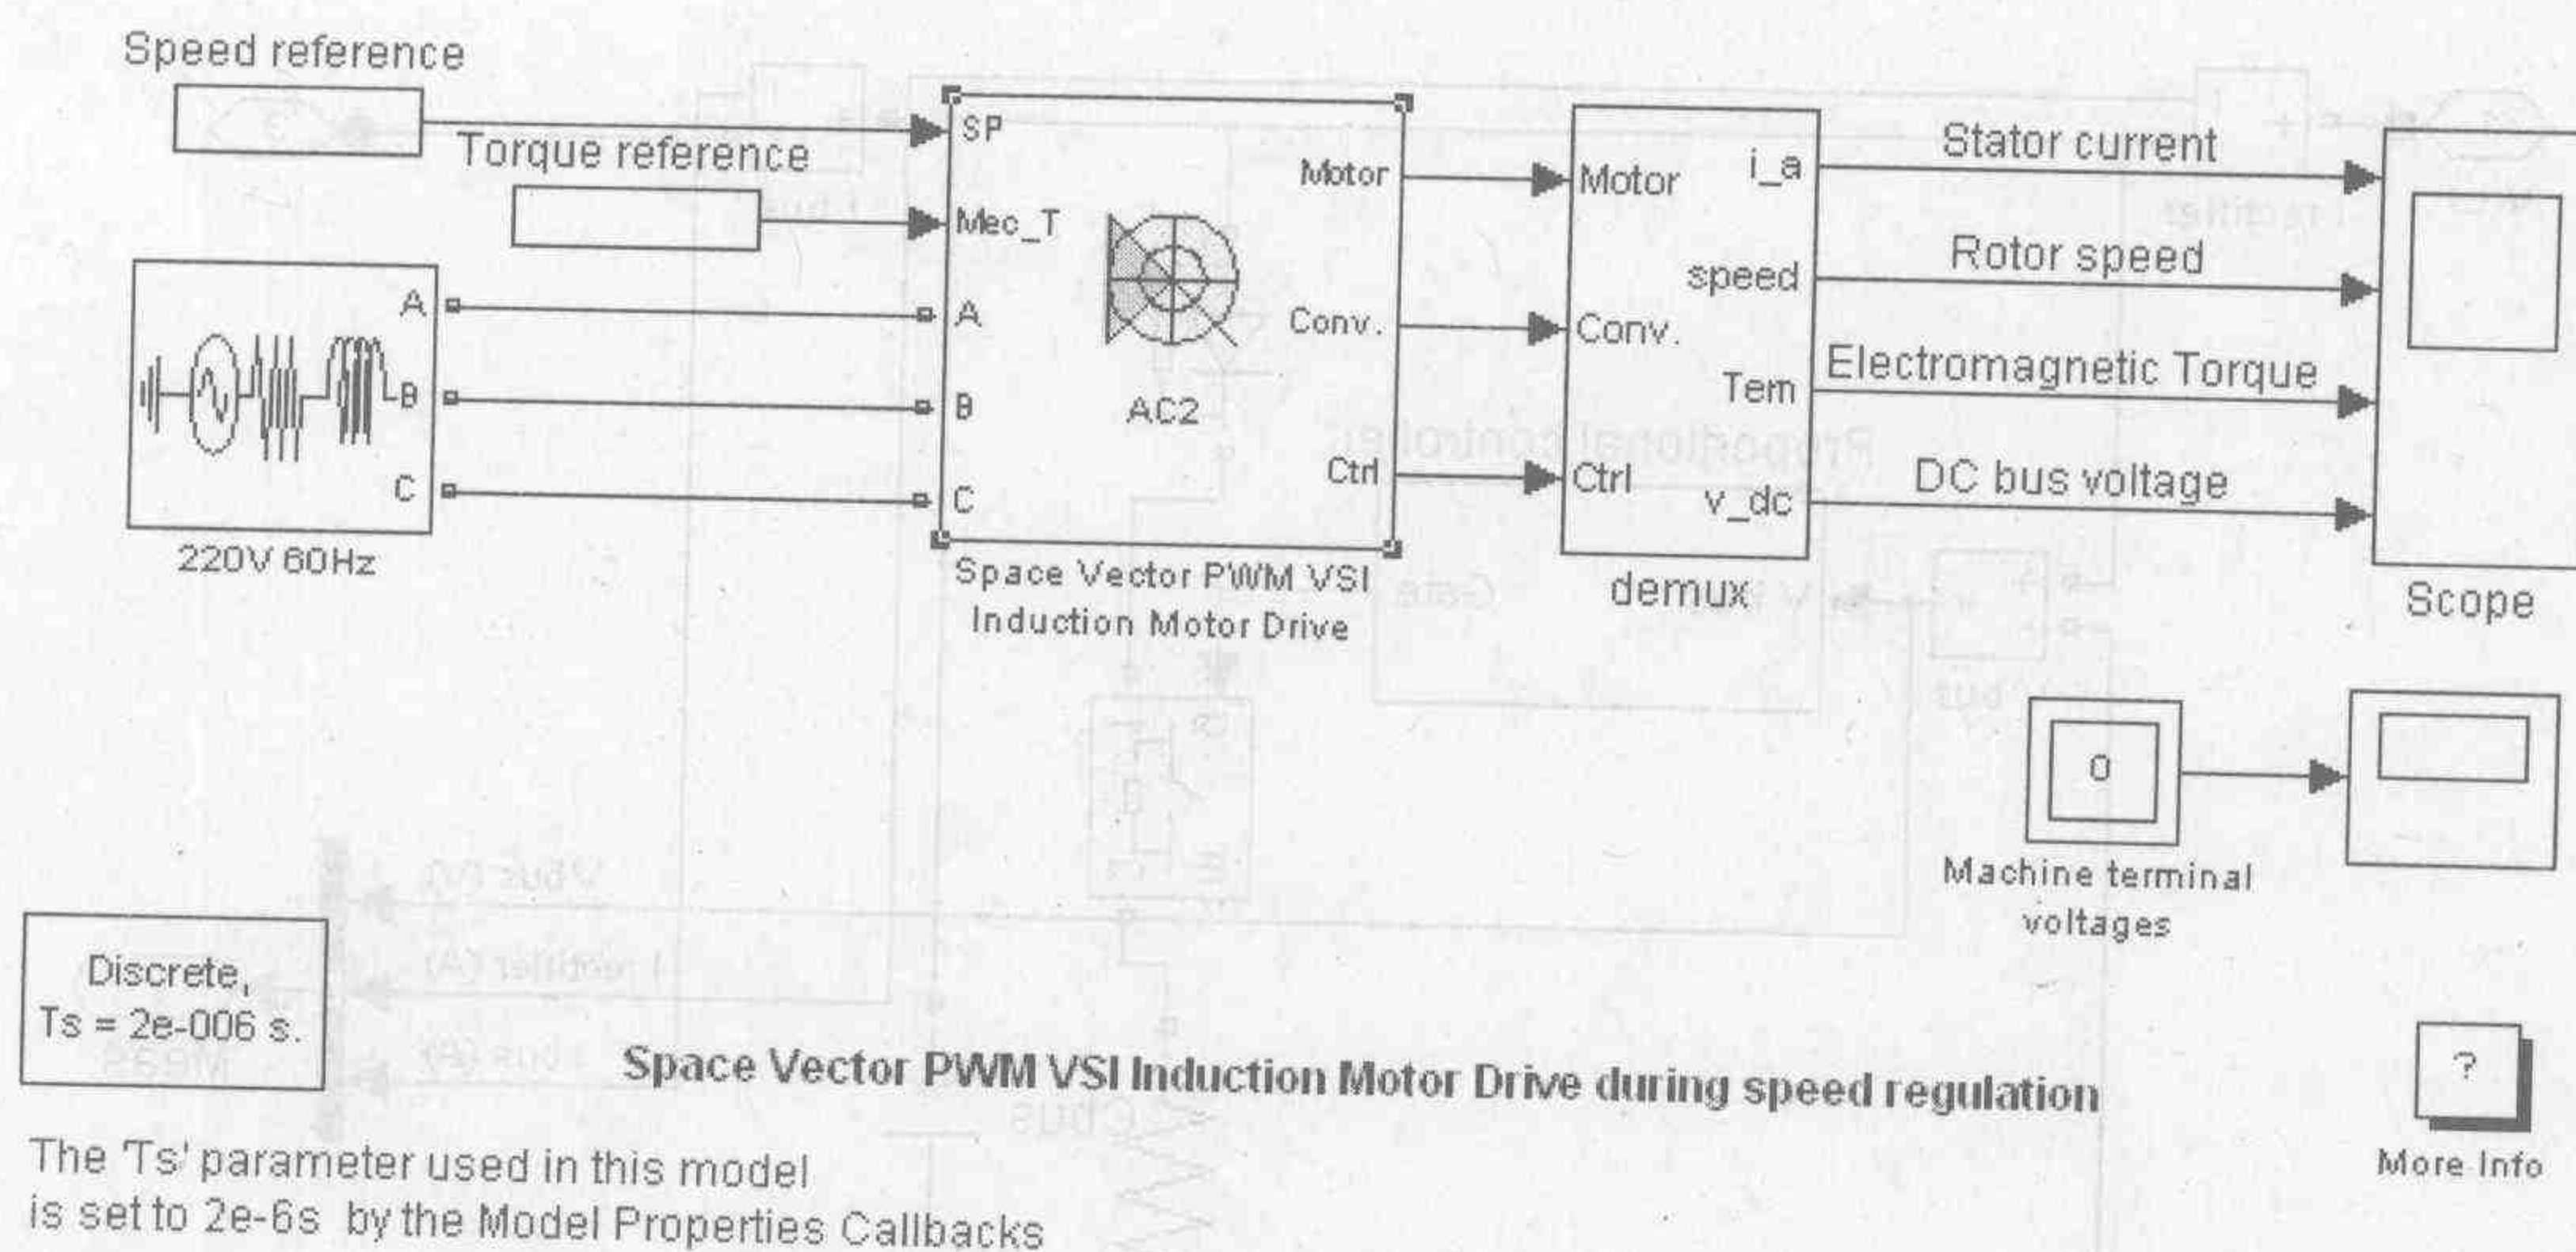 Speed reference
Torque reference
SP
Mec_T
A
B
C
Motor
Conv.
Ctrl
AC2
Space Vector PWM VSI
Induction Motor Drive
A
B
C
220V 60Hz
Motor
Conv.
Ctrl
i_a
speed
Tem
v_dc
demux
Stator current
Rotor speed
Electromagnetic Torque
DC bus voltage
Scope
0
Machine terminal
voltages
Discrete,
Ts = 2e-006 s.
Space Vector PWM VSI Induction Motor Drive during speed regulation
?
More Info
The 'Ts' parameter used in this model
is set to 2e-6s by the Model Properties Callbacks